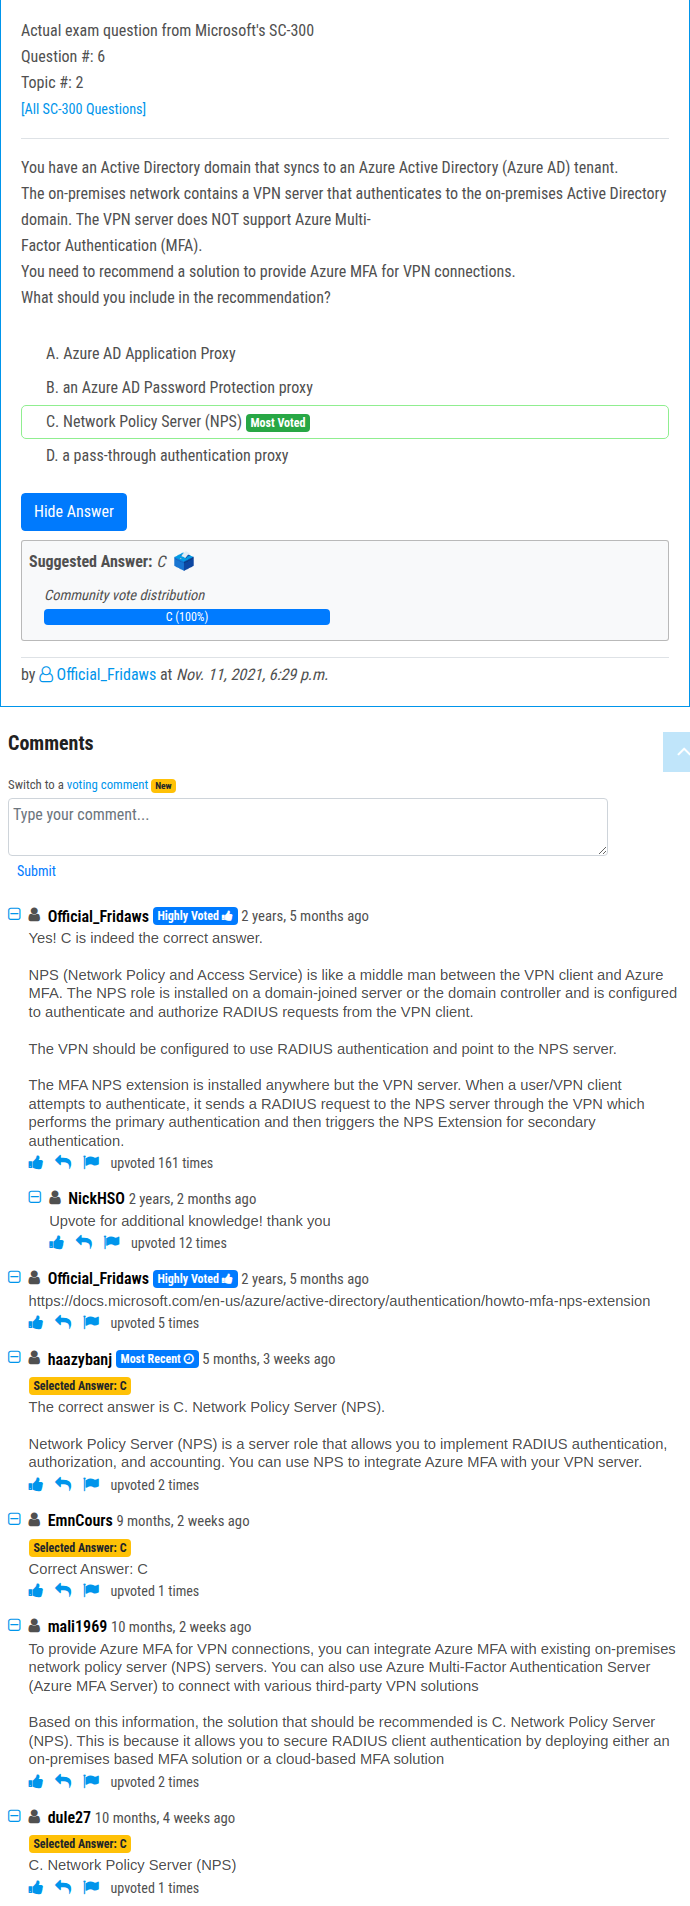 Actual exam question from Microsoft's SC-300
Question #: 6
Topic #: 2
[All SC-300 Questions]
You have an Active Directory domain that syncs to an Azure Active Directory (Azure AD) tenant.
The on-premises network contains a VPN server that authenticates to the on-premises Active Directory
domain. The VPN server does NOT support Azure Multi-
Factor Authentication (MFA).
You need to recommend a solution to provide Azure MFA for VPN connections.
What should you include in the recommendation?
A. Azure AD Application Proxy
B. an Azure AD Password Protection proxy
C. Network Policy Server (NPS) Most Voted
D. a pass-through authentication proxy
Hide Answer
Suggested Answer: C
Community vote distribution
C (100%)
by Official_Fridaws at Nov. 11, 2021, 6:29 p.m.
Comments
Switch to a voting comment New
Type your comment...
Submit
Official_Fridaws Highly Voted 2 years, 5 months ago
Yes! C is indeed the correct answer.
NPS (Network Policy and Access Service) is like a middle man between the VPN client and Azure
MFA. The NPS role is installed on a domain-joined server or the domain controller and is configured
to authenticate and authorize RADIUS requests from the VPN client.
The VPN should be configured to use RADIUS authentication and point to the NPS server.
The MFA NPS extension is installed anywhere but the VPN server. When a user/VPN client
attempts to authenticate, it sends a RADIUS request to the NPS server through the VPN which
performs the primary authentication and then triggers the NPS Extension for secondary
authentication.
upvoted 161 times
NickHSO 2 years, 2 months ago
Upvote for additional knowledge! thank you
upvoted 12 times
Official_Fridaws Highly Voted 2 years, 5 months ago
https://docs.microsoft.com/en-us/azure/active-directory/authentication/howto-mfa-nps-extension
upvoted 5 times
haazybanj Most Recent 5 months, 3 weeks ago
Selected Answer: C
The correct answer is C. Network Policy Server (NPS).
Network Policy Server (NPS) is a server role that allows you to implement RADIUS authentication,
authorization, and accounting. You can use NPS to integrate Azure MFA with your VPN server.
upvoted 2 times
EmnCours 9 months, 2 weeks ago
Selected Answer: C
Correct Answer: C
upvoted 1 times
mali1969 10 months, 2 weeks ago
To provide Azure MFA for VPN connections, you can integrate Azure MFA with existing on-premises
network policy server (NPS) servers. You can also use Azure Multi-Factor Authentication Server
(Azure MFA Server) to connect with various third-party VPN solutions
Based on this information, the solution that should be recommended is C. Network Policy Server
(NPS). This is because it allows you to secure RADIUS client authentication by deploying either an
on-premises based MFA solution or a cloud-based MFA solution
upvoted 2 times
dule27 10 months, 4 weeks ago
Selected Answer: C
C. Network Policy Server (NPS)
upvoted 1 times